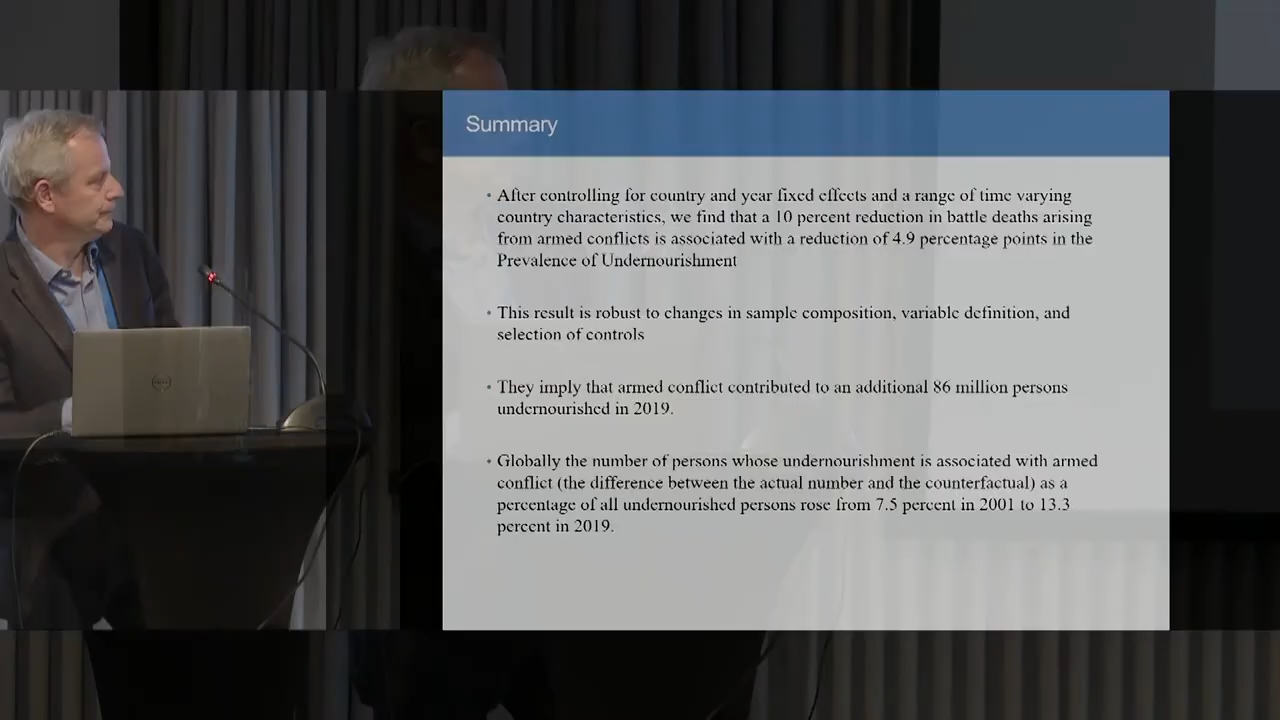 Summary
• After controlling for country and year fixed effects and a range of time varying
country characteristics, we find that a 10 percent reduction in battle deaths arising
from armed conflicts is associated with a reduction of 4.9 percentage points in the
Prevalence of Undernourishment
• This result is robust to changes in sample composition, variable definition, and
selection of controls
• They imply that armed conflict contributed to an additional 86 million persons
undernourished in 2019.
• Globally the number of persons whose undernourishment is associated with armed
conflict (the difference between the actual number and the counterfactual) as a
percentage of all undernourished persons rose from 7.5 percent in 2001 to 13.3
percent in 2019.
DELL